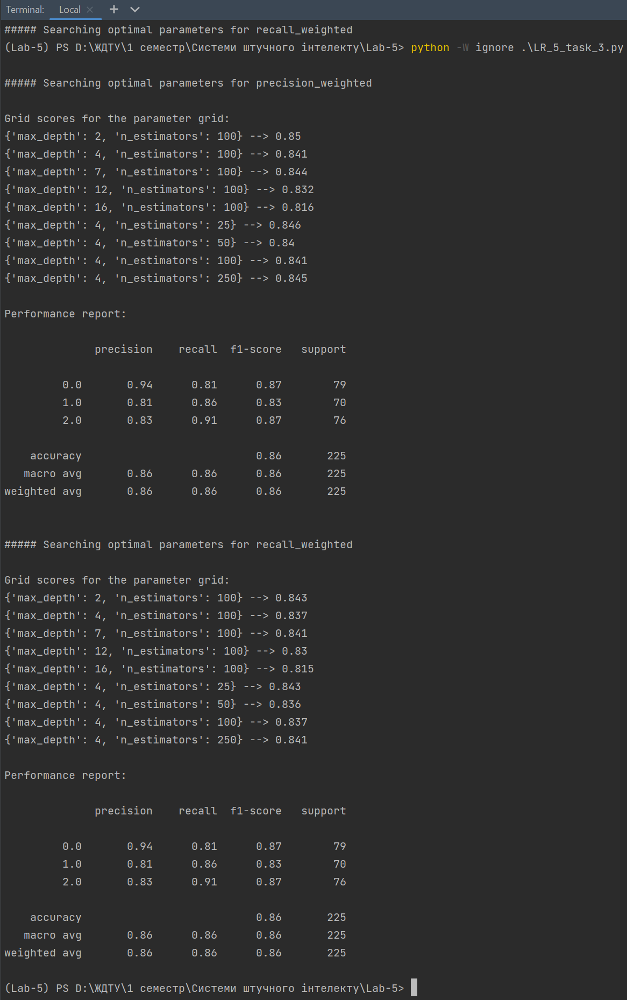 Terminal: Local
##### Searching optimal parameters for recall_weighted
(Lab-5) PS D:\ЖДТУ\1 семестр\Системи штучного інтелекту\Lab-5> python -W ignore .\LR_5_task_3.py
##### Searching optimal parameters for precision_weighted
Grid scores for the parameter grid:
{'max_depth': 2, 'n_estimators': 100} --> 0.85
{'max_depth': 4, 'n_estimators': 100} --> 0.841
{'max_depth': 7, 'n_estimators': 100} --> 0.844
{'max_depth': 12, 'n_estimators': 100} --> 0.832
{'max_depth': 16, 'n_estimators': 100} --> 0.816
{'max_depth': 4, 'n_estimators': 25} --> 0.846
{'max_depth': 4, 'n_estimators': 50} --> 0.84
{'max_depth': 4, 'n_estimators': 100} --> 0.841
{'max_depth': 4, 'n_estimators': 250} --> 0.845
Performance report:
precision recall f1-score support
0.0 0.94 0.81 0.87 79
1.0 0.81 0.86 0.83 70
2.0 0.83 0.91 0.87 76
accuracy 0.86 225
macro avg 0.86 0.86 0.86 225
weighted avg 0.86 0.86 0.86 225
##### Searching optimal parameters for recall_weighted
Grid scores for the parameter grid:
{'max_depth': 2, 'n_estimators': 100} --> 0.843
{'max_depth': 4, 'n_estimators': 100} --> 0.837
{'max_depth': 7, 'n_estimators': 100} --> 0.841
{'max_depth': 12, 'n_estimators': 100} --> 0.83
{'max_depth': 16, 'n_estimators': 100} --> 0.815
{'max_depth': 4, 'n_estimators': 25} --> 0.843
{'max_depth': 4, 'n_estimators': 50} --> 0.836
{'max_depth': 4, 'n_estimators': 100} --> 0.837
{'max_depth': 4, 'n_estimators': 250} --> 0.841
Performance report:
precision recall f1-score support
0.0 0.94 0.81 0.87 79
1.0 0.81 0.86 0.83 70
2.0 0.83 0.91 0.87 76
accuracy 0.86 225
macro avg 0.86 0.86 0.86 225
weighted avg 0.86 0.86 0.86 225
(Lab-5) PS D:\ЖДТУ\1 семестр\Системи штучного інтелекту\Lab-5>